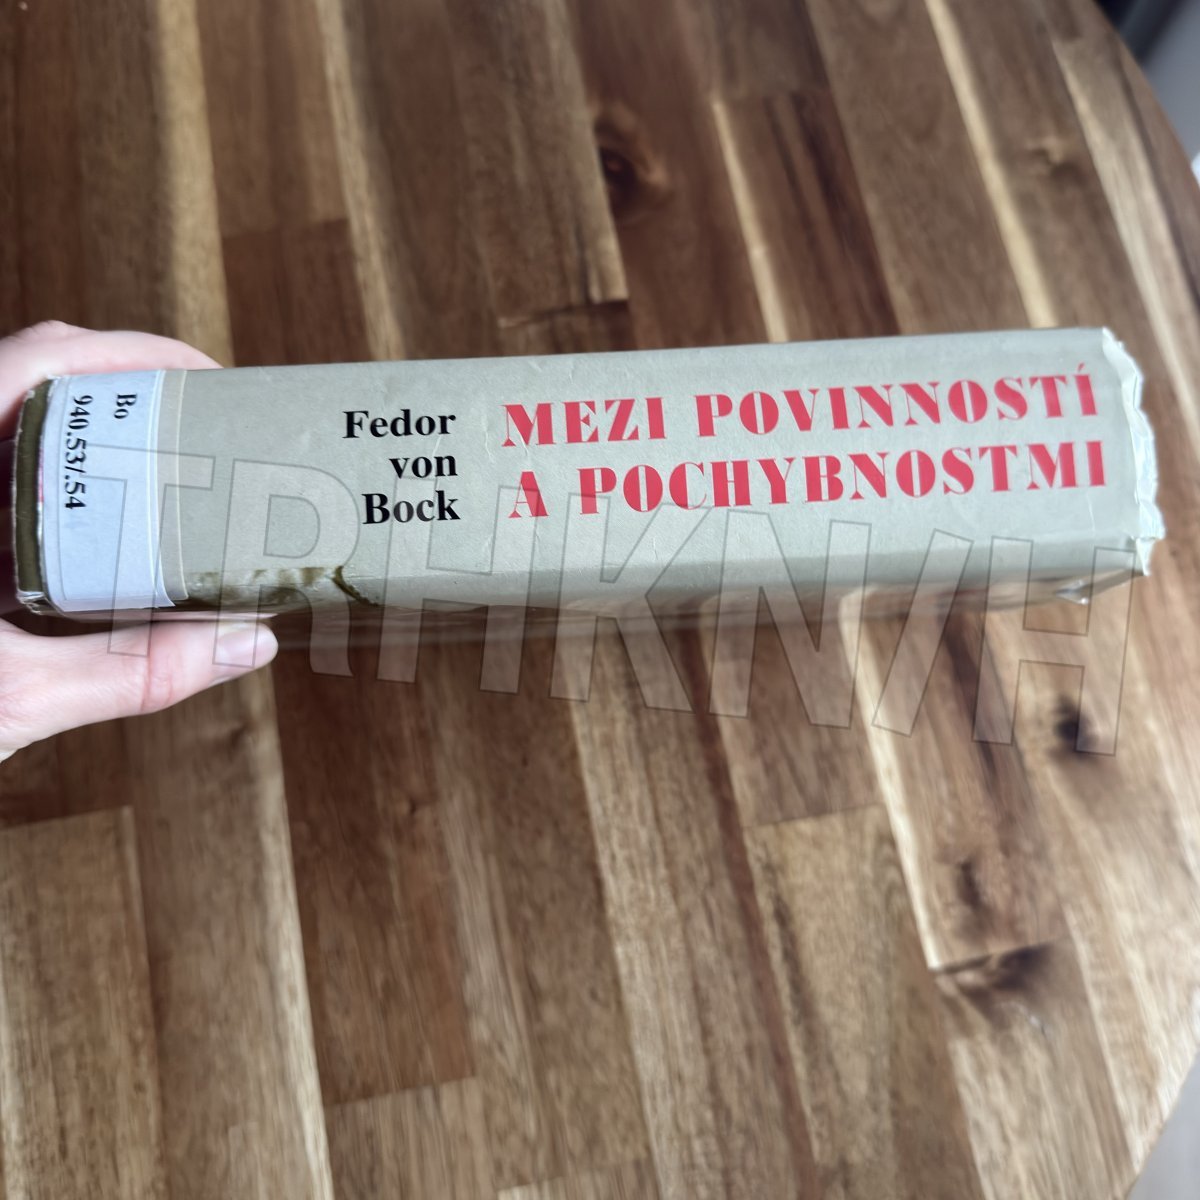 Bo
940.53/.54
Fedor
von
Bock
MEZI POVINNOSTÍ
A POCHYBNOSTMI
TRHKNIH